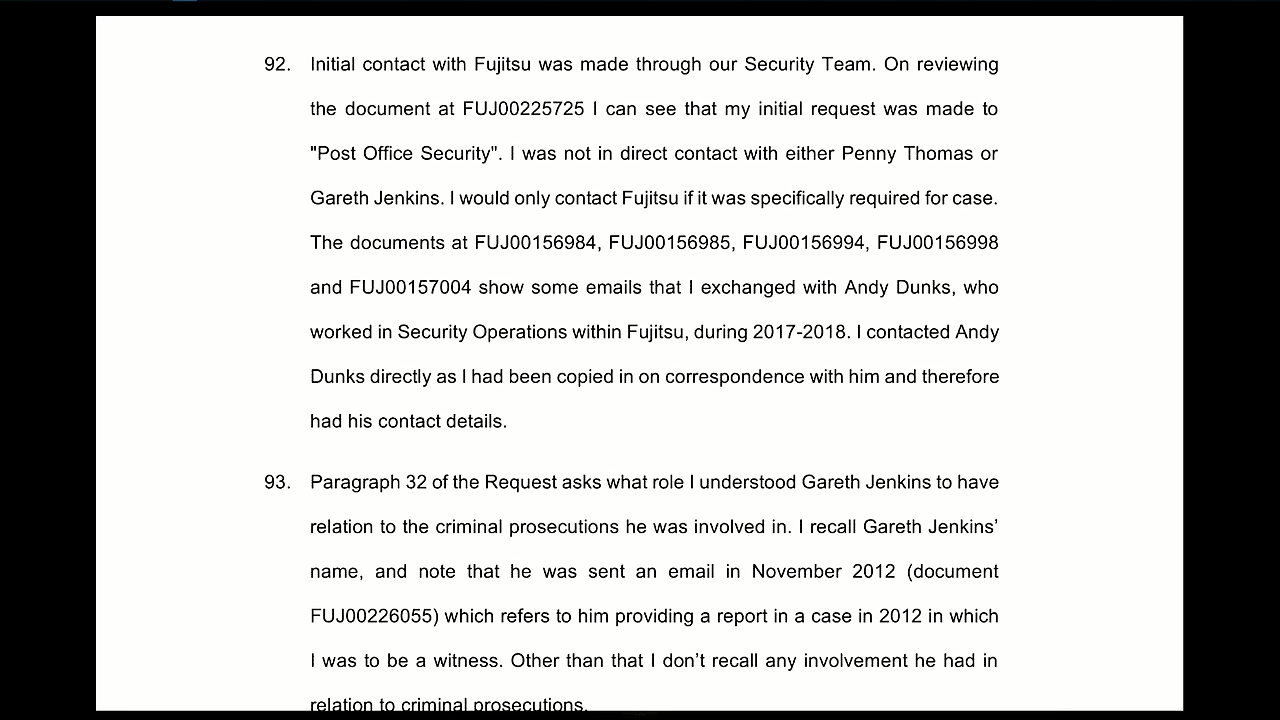 92. Initial contact with Fujitsu was made through our Security Team. On reviewing
the document at FUJ00225725 I can see that my initial request was made to
"Post Office Security". I was not in direct contact with either Penny Thomas or
Gareth Jenkins. I would only contact Fujitsu if it was specifically required for case.
The documents at FUJ00156984, FUJ00156985, FUJ00156994, FUJ00156998
and FUJ00157004 show some emails that I exchanged with Andy Dunks, who
worked in Security Operations within Fujitsu, during 2017-2018. I contacted Andy
Dunks directly as I had been copied in on correspondence with him and therefore
had his contact details.
93. Paragraph 32 of the Request asks what role I understood Gareth Jenkins to have
relation to the criminal prosecutions he was involved in. I recall Gareth Jenkins’
name, and note that he was sent an email in November 2012 (document
FUJ00226055) which refers to him providing a report in a case in 2012 in which
I was to be a witness. Other than that I don’t recall any involvement he had in
relation to criminal prosecutions.